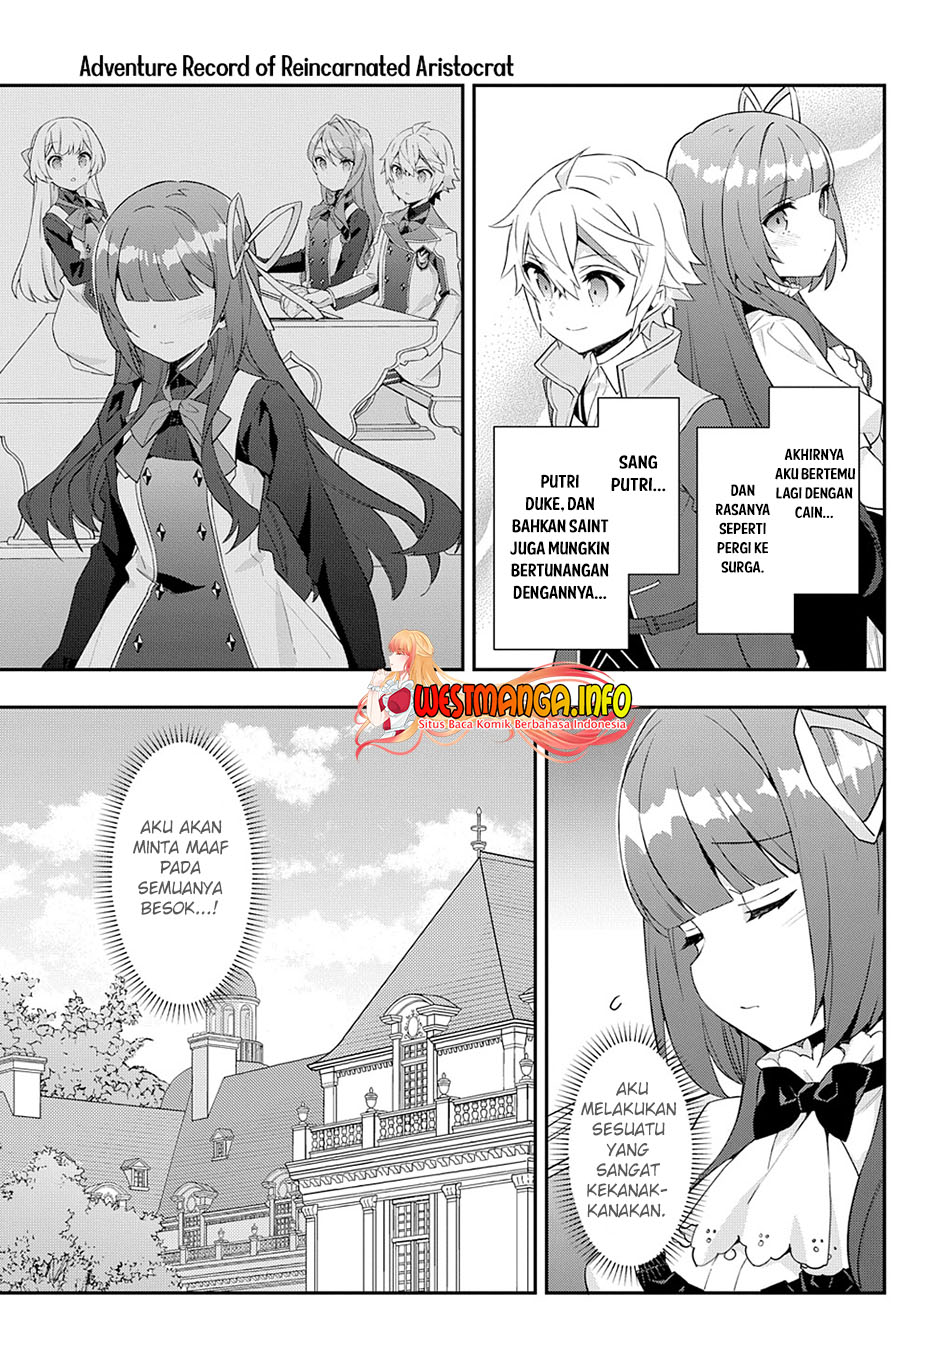 Adventure Record of Reincarnated Aristocrat
AKHIRNYA
AKU BERTEMU
LAGI DENGAN
CAIN...
DAN
RASANYA
SEPERTI
PERGI KE
SURGA.
SANG
PUTRI...
PUTRI
DUKE, DAN
BAHKAN SAINT
JUGA MUNGKIN
BERTUNANGAN
DENGANNYA...
WESTMANGA.INFO
Situs Baca Komik Berbahasa Indonesia
AKU
MELAKUKAN
SESUATU
YANG
SANGAT
KEKANAK-
KANAKAN.
AKU AKAN
MINTA MAAF
PADA
SEMUANYA
BESOK...!